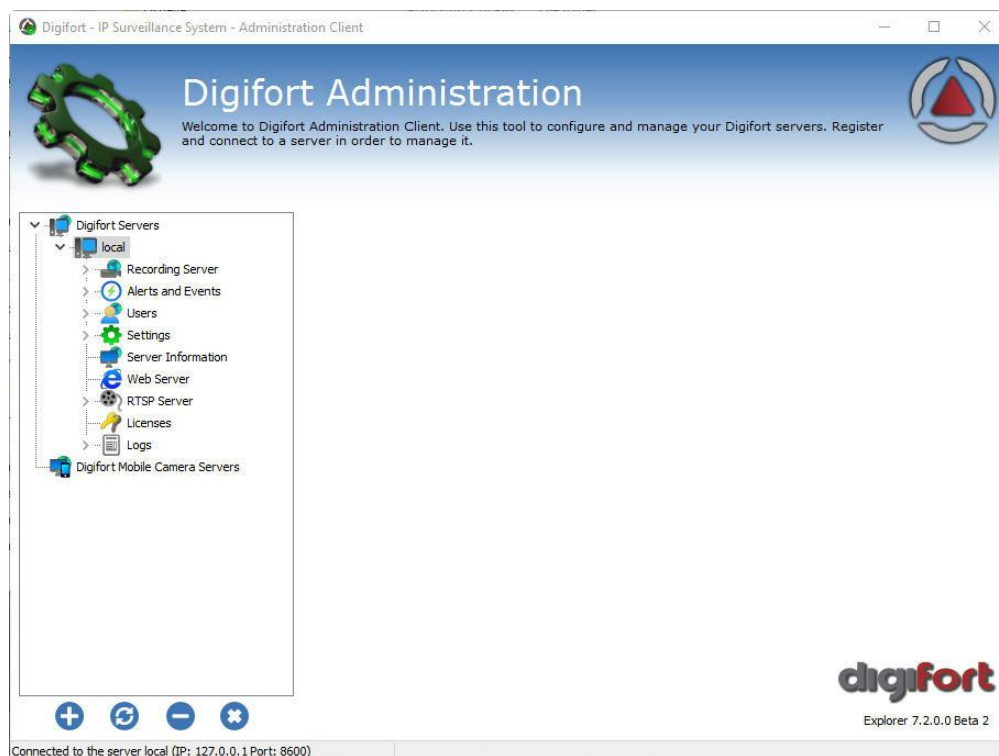 Digifort - IP Surveillance System - Administration Client
Digifort Administration
Welcome to Digifort Administration Client. Use this tool to configure and manage your Digifort servers. Register
and connect to a server in order to manage it.
Digifort Servers
local
Recording Server
Alerts and Events
Users
Settings
Server Information
Web Server
RTSP Server
Licenses
Logs
Digifort Mobile Camera Servers
digifort
Explorer 7.2.0.0 Beta 2
Connected to the server local (IP: 127.0.0.1 Port: 8600)